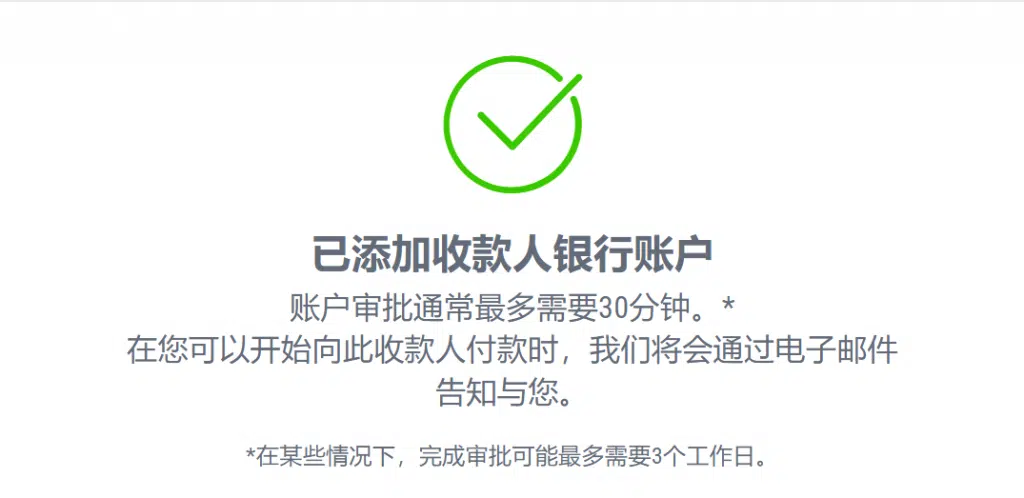 已添加收款人银行账户
账户审批通常最多需要30分钟。*
在您可以开始向此收款人付款时，我们将会通过电子邮件
告知与您。
*在某些情况下，完成审批可能最多需要3个工作日。